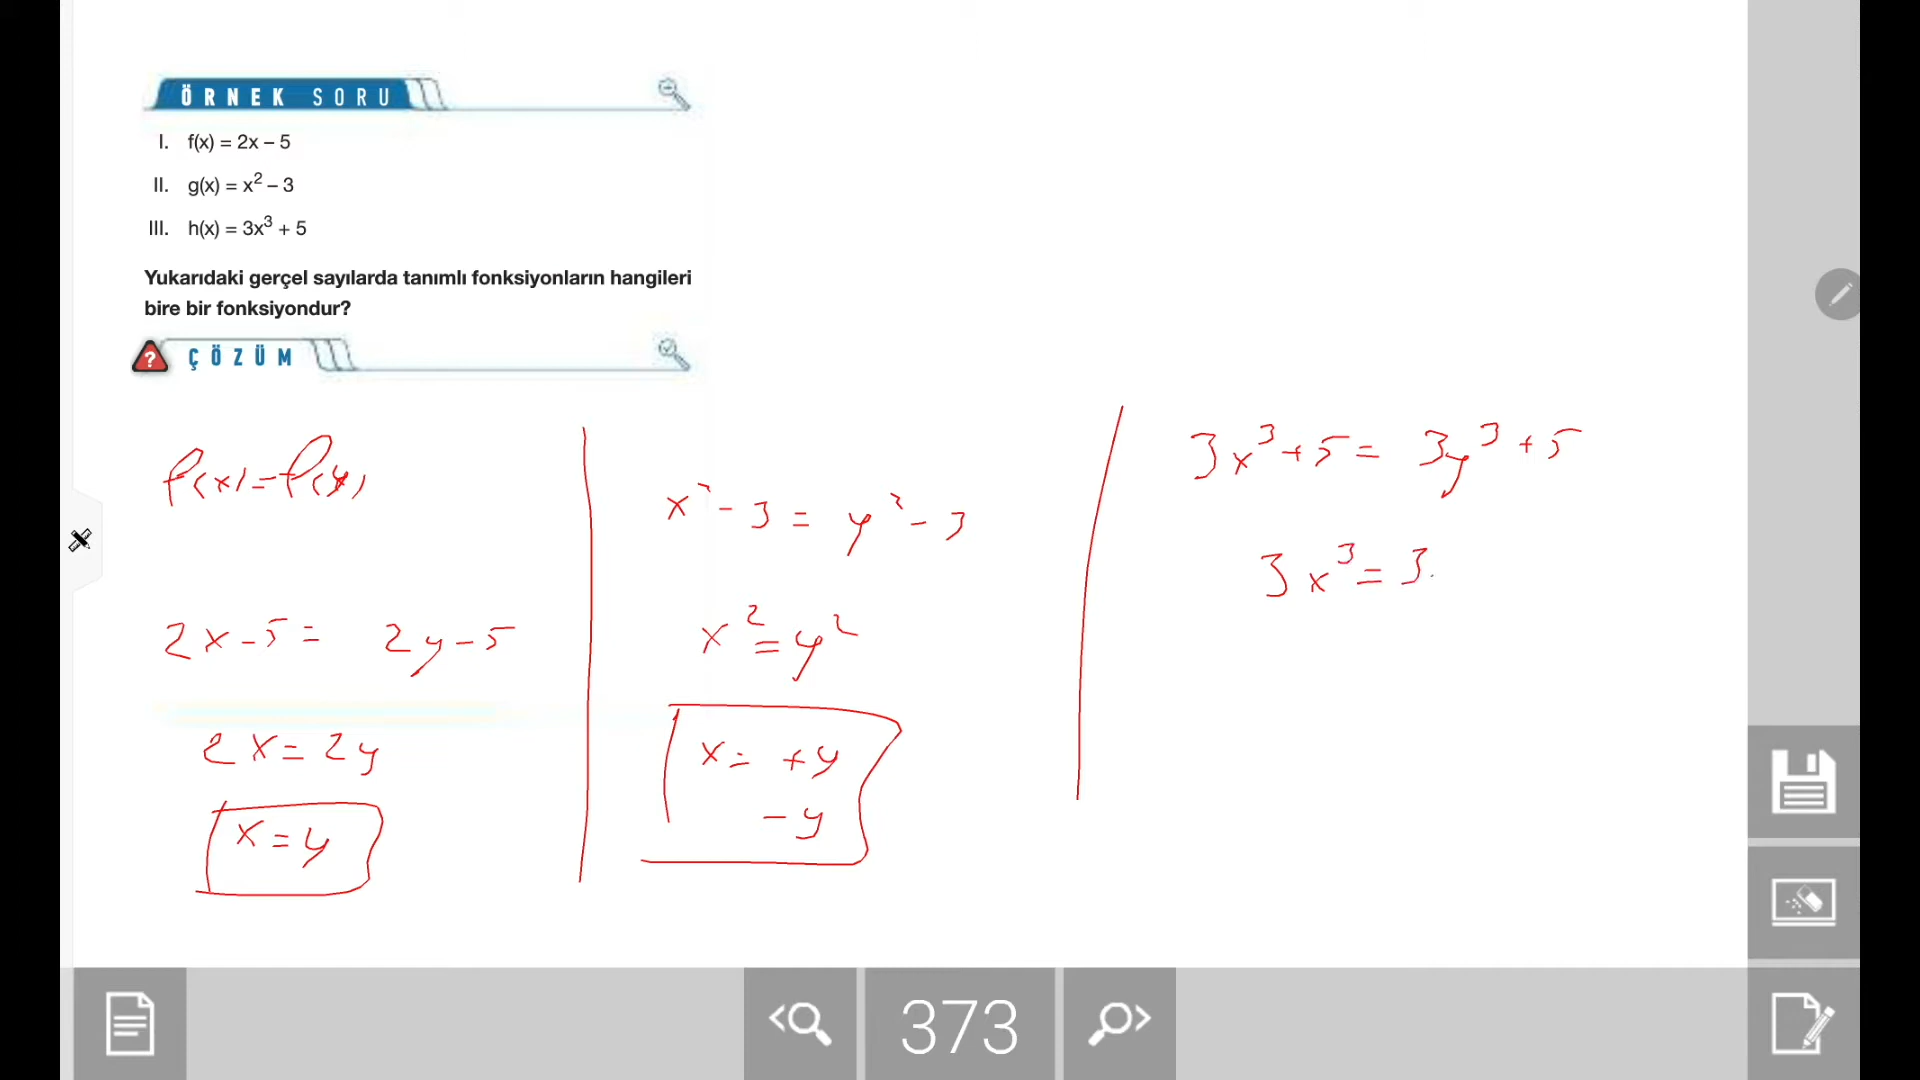 ÖRNEK SORU
I. f(x) = 2x – 5
II. g(x) = x² – 3
III. h(x) = 3x³ + 5
Yukarıdaki gerçel sayılarda tanımlı fonksiyonların hangileri
bire bir fonksiyondur?
? ÇÖZÜM
f(x) = f(y)
2x - 5 = 2y - 5
2x = 2y
x = y
x² - 3 = y² - 3
x² = y²
x = +y
-y
3x³ + 5 = 3y³ + 5
3x³ = 3
373